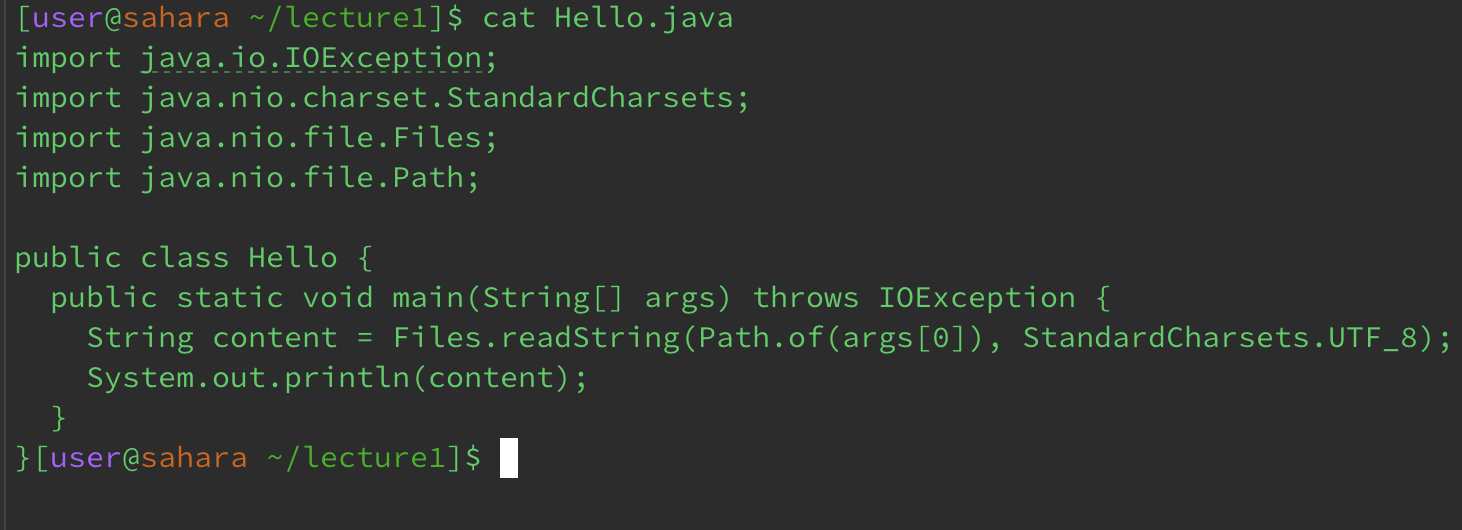 [user@sahara ~/lecture1]$ cat Hello.java
import java.io.IOException;
import java.nio.charset.StandardCharsets;
import java.nio.file.Files;
import java.nio.file.Path;

public class Hello {
  public static void main(String[] args) throws IOException {
    String content = Files.readString(Path.of(args[0]), StandardCharsets.UTF_8);
    System.out.println(content);
  }
}[user@sahara ~/lecture1]$